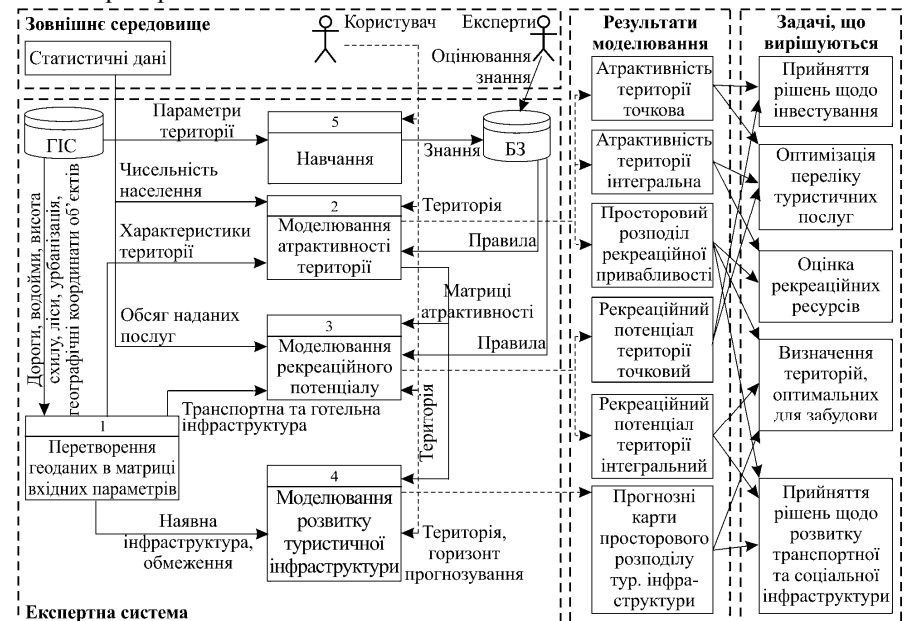 Зовнішнє середовище
Користувач
Експерти
Статистичні дані
Оцінювання
знання
ГІС
Параметри
території
5
Навчання
Знання
БЗ
Чисельність
населення
2
Моделювання
атрактивності
території
Територія
Характеристики
території
Правила
Дороги, водойми, висота
схилу, ліси, урбанізація,
географічні координати об`єктів
Матриці
атрактивності
Обсяг наданих
послуг
3
Моделювання
рекреаційного
потенціалу
Правила
Транспортна та готельна
інфраструктура
Територія
1
Перетворення
геоданих в матриці
вхідних параметрів
4
Моделювання
розвитку
туристичної
інфраструктури
Наявна
інфраструктура,
обмеження
Територія,
горизонт
прогнозування
Експертна система
Результати
моделювання
Атрактивність
території
точкова
Атрактивність
території
інтегральна
Просторовий
розподіл
рекреаційної
привабливості
Рекреаційний
потенціал
території
точковий
Рекреаційний
потенціал
території
інтегральний
Прогнозні
карти
просторового
розподілу
тур. інфра-
структури
Задачі, що
вирішуються
Прийняття
рішень щодо
інвестування
Оптимізація
переліку
туристичних
послуг
Оцінка
рекреаційних
ресурсів
Визначення
територій,
оптимальних
для забудови
Прийняття
рішень щодо
розвитку
транспортної
та соціальної
інфраструктури